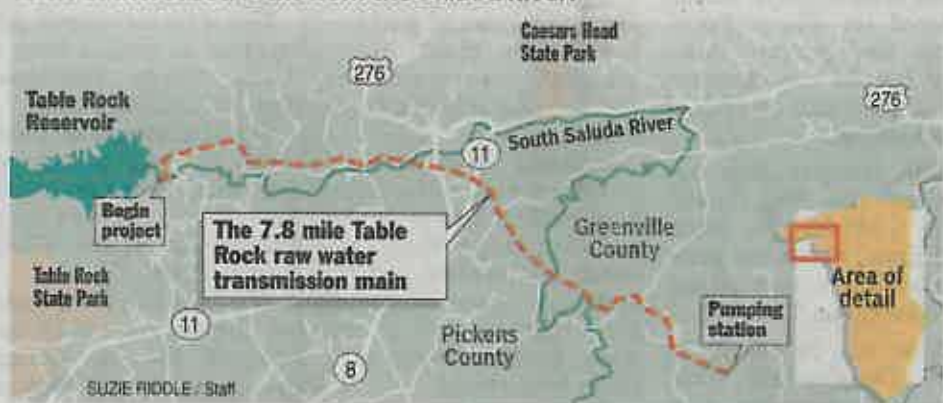 Caesars Head
State Park
276
Table Rock
Reservoir
276
South Saluda River
11
Begin
project
The 7.8 mile Table
Rock raw water
transmission main
Greenville
County
Table Rock
State Park
Area of
detail
Pumping
station
11
Pickens
County
8
SUZIE RIDDLE / Staff